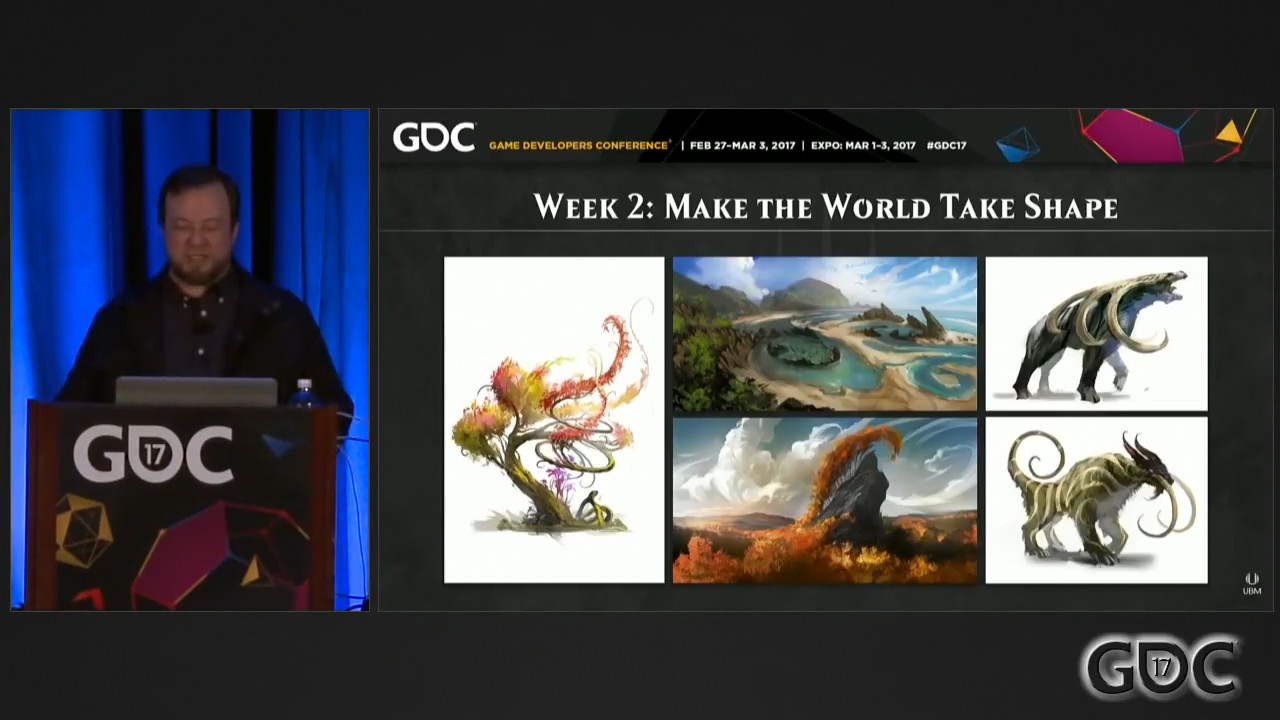 GDC
GAME DEVELOPERS CONFERENCE® | FEB 27–MAR 3, 2017 | EXPO: MAR 1–3, 2017 #GDC17
WEEK 2: MAKE THE WORLD TAKE SHAPE
GDC
17
UBM
GDC
17